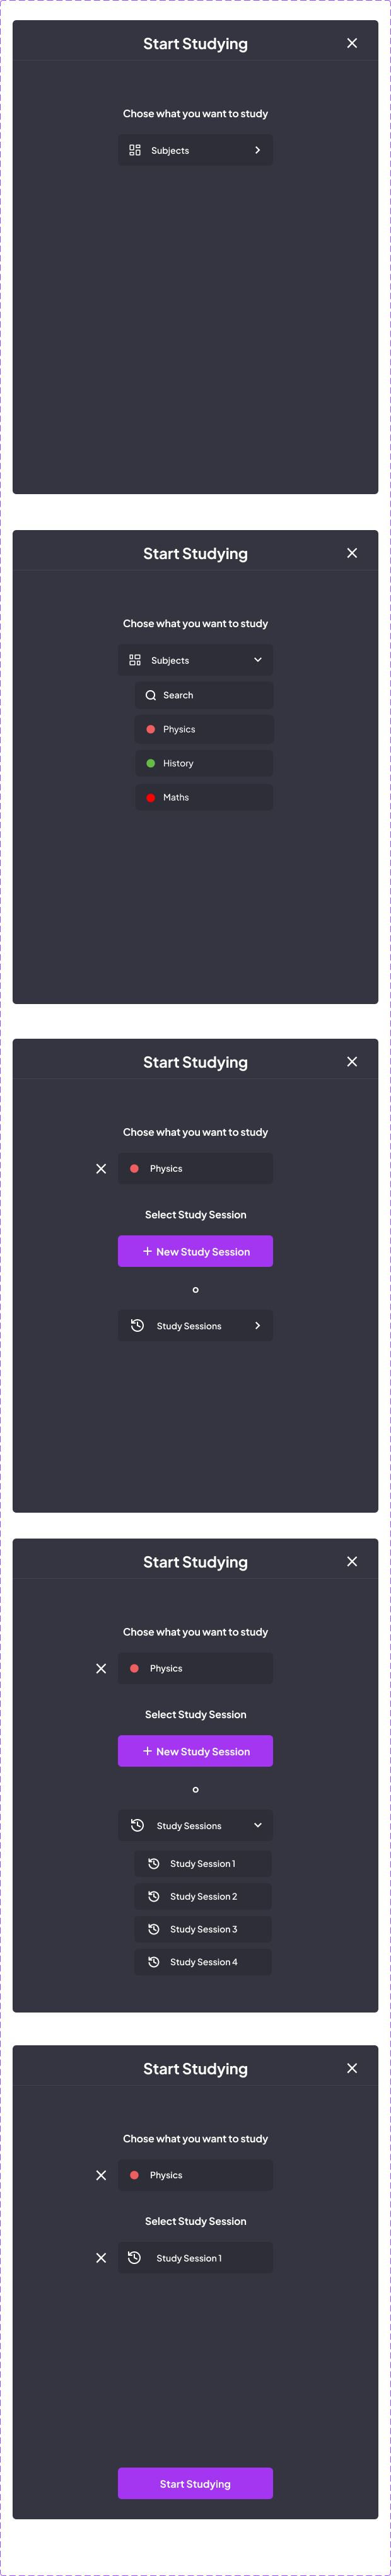 Start Studying
Chose what you want to study
Subjects
Start Studying
Chose what you want to study
Subjects
Search
Physics
History
Maths
Start Studying
Chose what you want to study
Physics
Select Study Session
+ New Study Session
o
Study Sessions
Start Studying
Chose what you want to study
Physics
Select Study Session
+ New Study Session
o
Study Sessions
Study Session 1
Study Session 2
Study Session 3
Study Session 4
Start Studying
Chose what you want to study
Physics
Select Study Session
Study Session 1
Start Studying